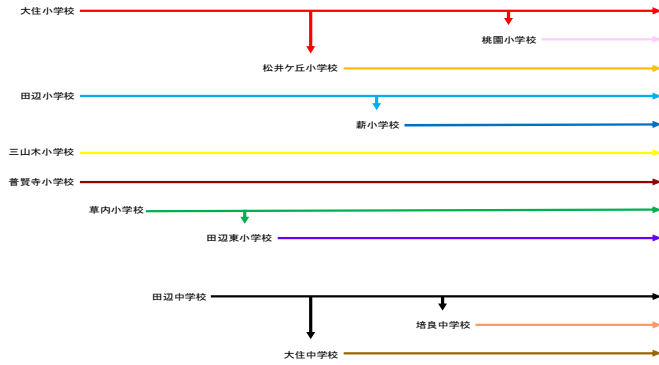 大住小学校
桃園小学校
松井ケ丘小学校
田辺小学校
薪小学校
三山木小学校
普賢寺小学校
草内小学校
田辺東小学校
田辺中学校
培良中学校
大住中学校